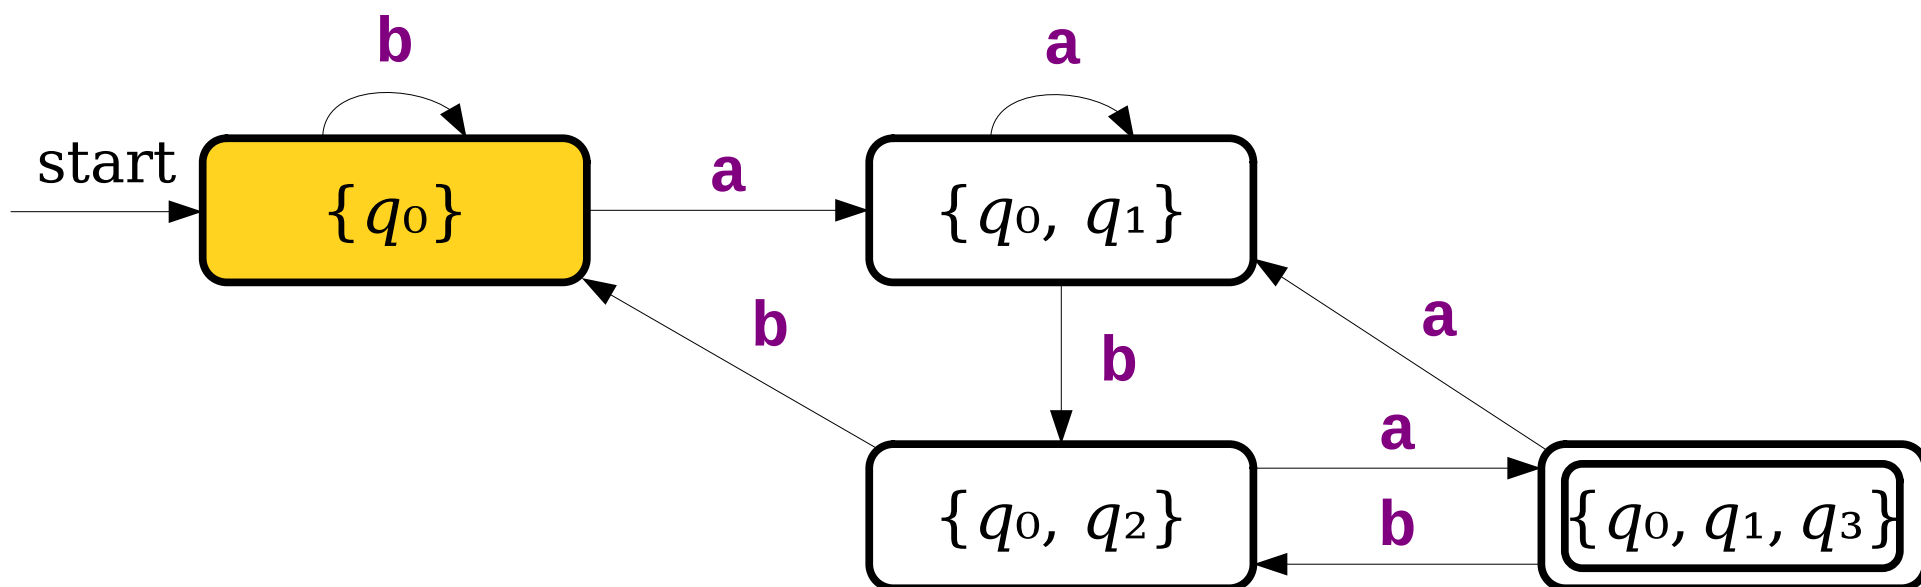 b
a
start
a
{q₀}
{q₀, q₁}
b
a
b
a
{q₀, q₂}
{q₀, q₁, q₃}
b